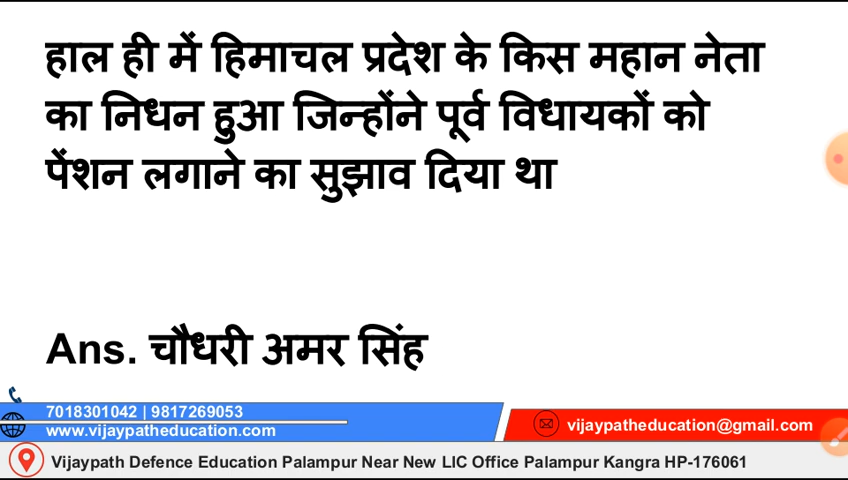 हाल ही में हिमाचल प्रदेश के किस महान नेता
का निधन हुआ जिन्होंने पूर्व विधायकों को
पेंशन लगाने का सुझाव दिया था
Ans. चौधरी अमर सिंह
7018301042 | 9817269053
www.vijaypatheducation.com
vijaypatheducation@gmail.com
Vijaypath Defence Education Palampur Near New LIC Office Palampur Kangra HP-176061